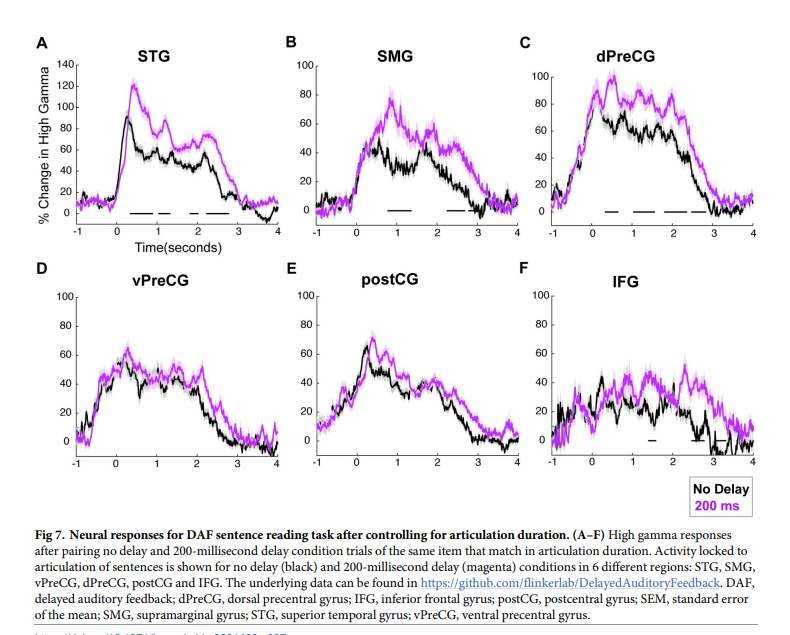 A
STG
% Change in High Gamma
140
120
100
80
60
40
20
0
-1 0 1 2 3 4
Time(seconds)
B
SMG
100
80
60
40
20
0
-1 0 1 2 3 4
C
dPreCG
100
80
60
40
20
0
-1 0 1 2 3 4
D
vPreCG
100
80
60
40
20
0
-1 0 1 2 3 4
E
postCG
100
80
60
40
20
0
-1 0 1 2 3 4
F
IFG
100
80
60
40
20
0
-1 0 1 2 3 4
No Delay
200 ms
Fig 7. Neural responses for DAF sentence reading task after controlling for articulation duration. (A–F) High gamma responses
after pairing no delay and 200-millisecond delay condition trials of the same item that match in articulation duration. Activity locked to
articulation of sentences is shown for no delay (black) and 200-millisecond delay (magenta) conditions in 6 different regions: STG, SMG,
vPreCG, dPreCG, postCG and IFG. The underlying data can be found in https://github.com/flinkerlab/DelayedAuditoryFeedback. DAF,
delayed auditory feedback; dPreCG, dorsal precentral gyrus; IFG, inferior frontal gyrus; postCG, postcentral gyrus; SEM, standard error
of the mean; SMG, supramarginal gyrus; STG, superior temporal gyrus; vPreCG, ventral precentral gyrus.